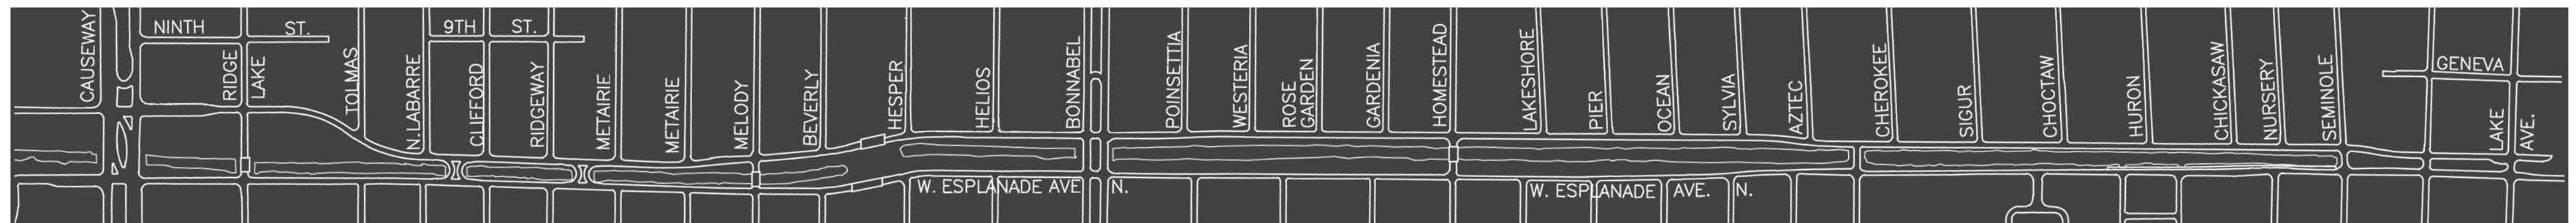 CAUSEWAY
NINTH ST.
RIDGE
LAKE
TOLMAS
N.LABARRE
9TH ST.
CLIFFORD
RIDGEWAY
METAIRIE
METAIRIE
MELODY
BEVERLY
HESPER
HELIOS
BONNABEL
POINSETTIA
WESTERIA
ROSE
GARDEN
GARDENIA
HOMESTEAD
LAKESHORE
PIER
OCEAN
SYLVIA
AZTEC
CHEROKEE
SIGUR
CHOCTAW
HURON
CHICKASAW
NURSERY
SEMINOLE
GENEVA
LAKE
AVE.
W. ESPLANADE AVE N.
W. ESPLANADE AVE. N.